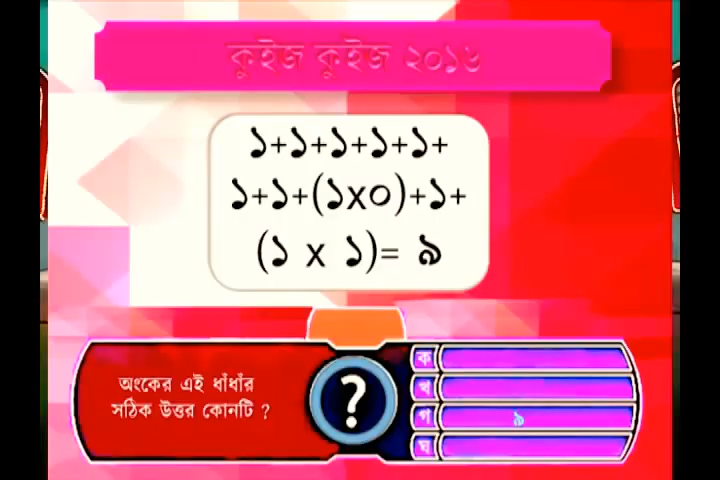 কুইজ কুইজ ২০১৬
১+১+১+১+১+
১+১+(১x০)+১+
(১ x ১)= ৯
অংকের এই ধাঁধাঁর
সঠিক উত্তর কোনটি ?
?
ক
খ
গ ৯
ঘ